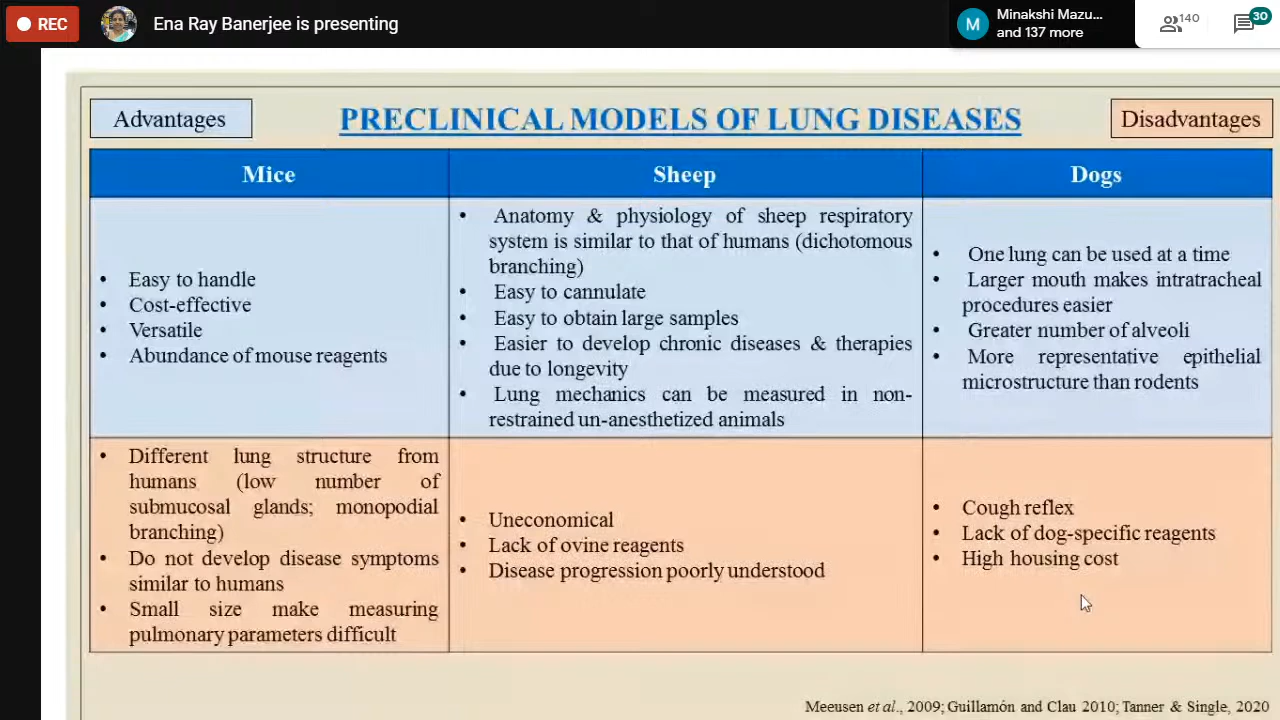 REC
Ena Ray Banerjee is presenting
M
Minakshi Mazu...
and 137 more
140
30
Advantages
PRECLINICAL MODELS OF LUNG DISEASES
Disadvantages
Mice
Sheep
Dogs
• Easy to handle
• Cost-effective
• Versatile
• Abundance of mouse reagents
• Anatomy & physiology of sheep respiratory
system is similar to that of humans (dichotomous
branching)
• Easy to cannulate
• Easy to obtain large samples
• Easier to develop chronic diseases & therapies
due to longevity
• Lung mechanics can be measured in non-
restrained un-anesthetized animals
• One lung can be used at a time
• Larger mouth makes intratracheal
procedures easier
• Greater number of alveoli
• More representative epithelial
microstructure than rodents
• Different lung structure from
humans (low number of
submucosal glands; monopodial
branching)
• Do not develop disease symptoms
similar to humans
• Small size make measuring
pulmonary parameters difficult
• Uneconomical
• Lack of ovine reagents
• Disease progression poorly understood
• Cough reflex
• Lack of dog-specific reagents
• High housing cost
Meeusen et al., 2009; Guillamón and Clau 2010; Tanner & Single, 2020